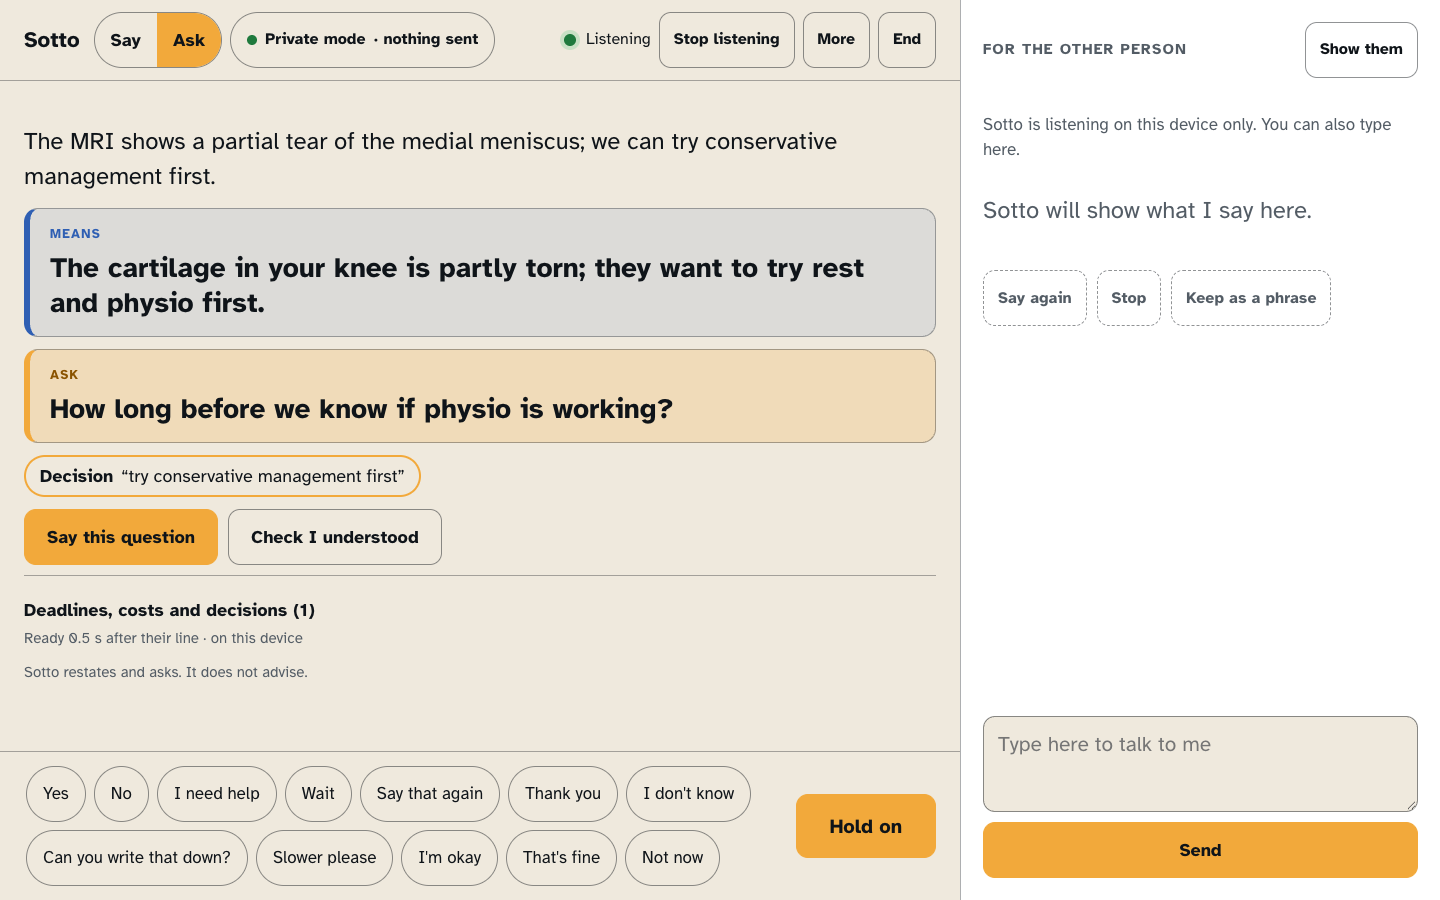 Sotto
Say
Ask
Private mode · nothing sent
Listening
Stop listening
More
End
The MRI shows a partial tear of the medial meniscus; we can try conservative
management first.
MEANS
The cartilage in your knee is partly torn; they want to try rest
and physio first.
ASK
How long before we know if physio is working?
Decision “try conservative management first”
Say this question
Check I understood
Deadlines, costs and decisions (1)
Ready 0.5 s after their line · on this device
Sotto restates and asks. It does not advise.
Yes
No
I need help
Wait
Say that again
Thank you
I don't know
Can you write that down?
Slower please
I'm okay
That's fine
Not now
Hold on
FOR THE OTHER PERSON
Show them
Sotto is listening on this device only. You can also type
here.
Sotto will show what I say here.
Say again
Stop
Keep as a phrase
Type here to talk to me
Send